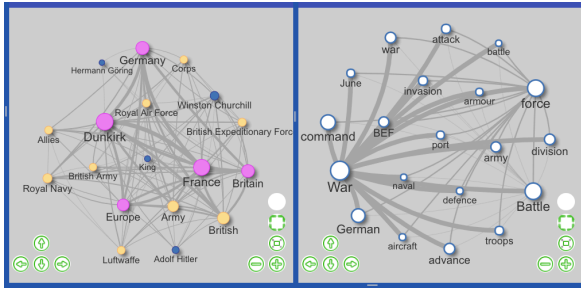 Germany
Hermann Göring
Corps
Winston Churchill
Royal Air Force
Dunkirk
British Expeditionary Forc
Allies
King
British Army
France
Britain
Royal Navy
Europe
Army
British
Luftwaffe
Adolf Hitler
attack
war
battle
June
invasion
armour
force
command
BEF
port
army
division
War
naval
defence
Battle
German
aircraft
advance
troops